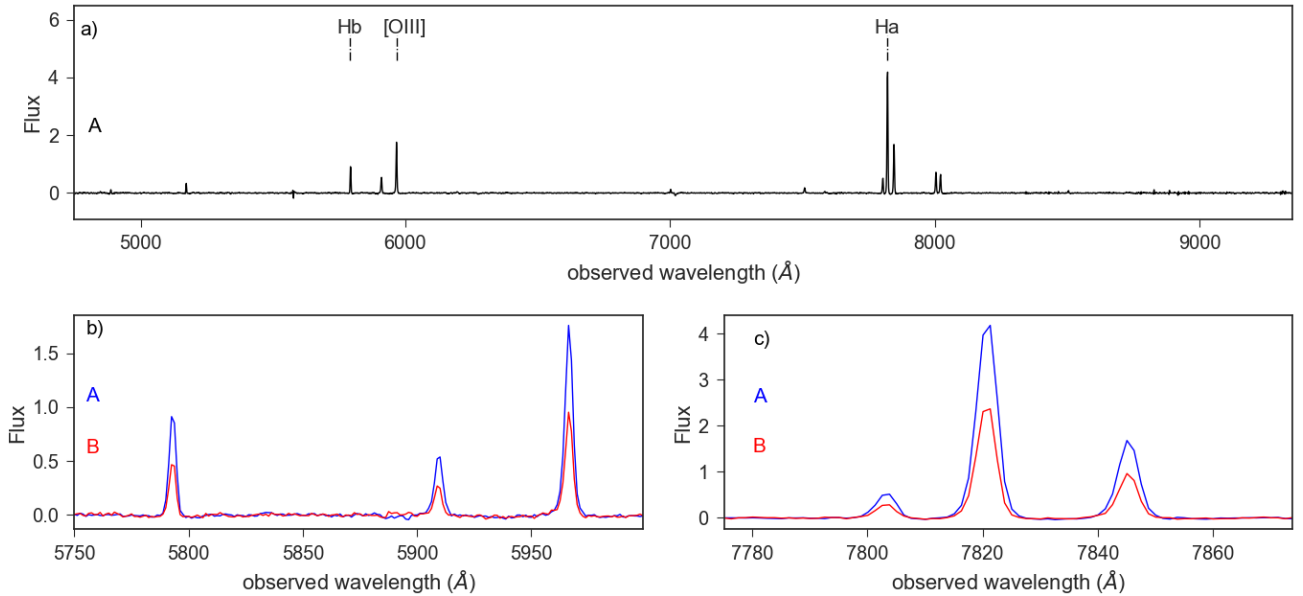 a)
Hb [OIII] Ha
A
Flux
6
4
2
0
5000 6000 7000 8000 9000
observed wavelength (Å)
b)
A
B
Flux
1.5
1.0
0.5
0.0
5750 5800 5850 5900 5950
observed wavelength (Å)
c)
A
B
Flux
4
3
2
1
0
7780 7800 7820 7840 7860
observed wavelength (Å)